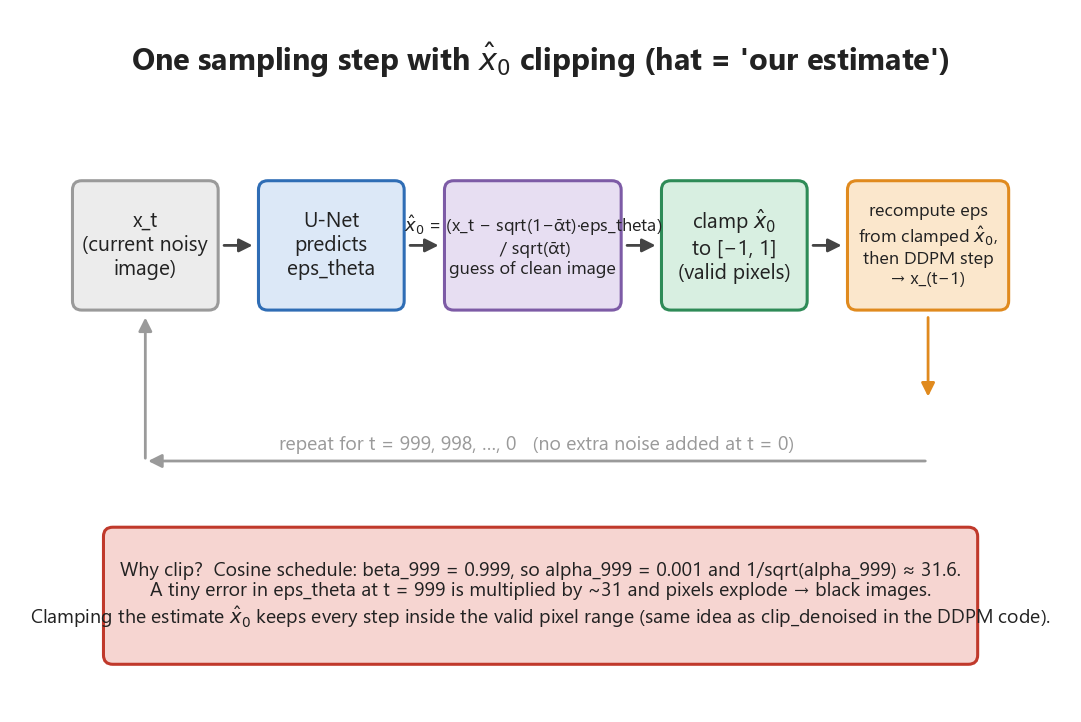 One sampling step with x̂₀ clipping (hat = 'our estimate')
x_t
(current noisy
image)
U-Net
predicts
eps_theta
x̂₀ = (x_t − sqrt(1−ᾱt)·eps_theta)
/ sqrt(ᾱt)
guess of clean image
clamp x̂₀
to [−1, 1]
(valid pixels)
recompute eps
from clamped x̂₀,
then DDPM step
→ x_(t−1)
repeat for t = 999, 998, ..., 0   (no extra noise added at t = 0)
Why clip?  Cosine schedule: beta_999 = 0.999, so alpha_999 = 0.001 and 1/sqrt(alpha_999) ≈ 31.6.
A tiny error in eps_theta at t = 999 is multiplied by ~31 and pixels explode → black images.
Clamping the estimate x̂₀ keeps every step inside the valid pixel range (same idea as clip_denoised in the DDPM code).